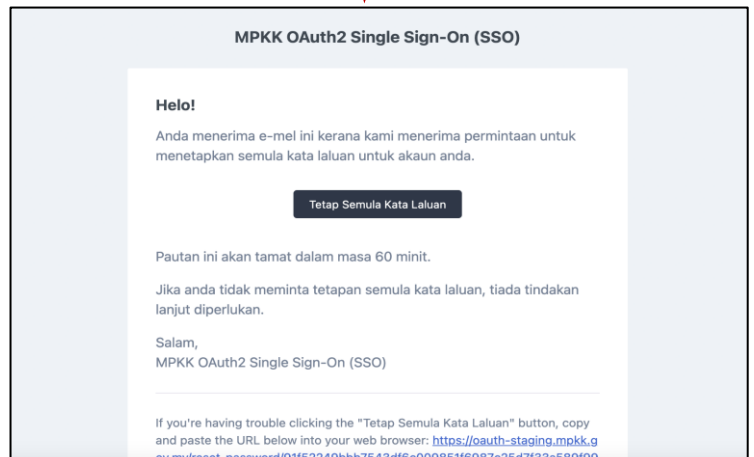 MPKK OAuth2 Single Sign-On (SSO)
Helo!
Anda menerima e-mel ini kerana kami menerima permintaan untuk
menetapkan semula kata laluan untuk akaun anda.
Tetap Semula Kata Laluan
Pautan ini akan tamat dalam masa 60 minit.
Jika anda tidak meminta tetapan semula kata laluan, tiada tindakan
lanjut diperlukan.
Salam,
MPKK OAuth2 Single Sign-On (SSO)
If you're having trouble clicking the "Tetap Semula Kata Laluan" button, copy
and paste the URL below into your web browser: https://oauth-staging.mpkk.g